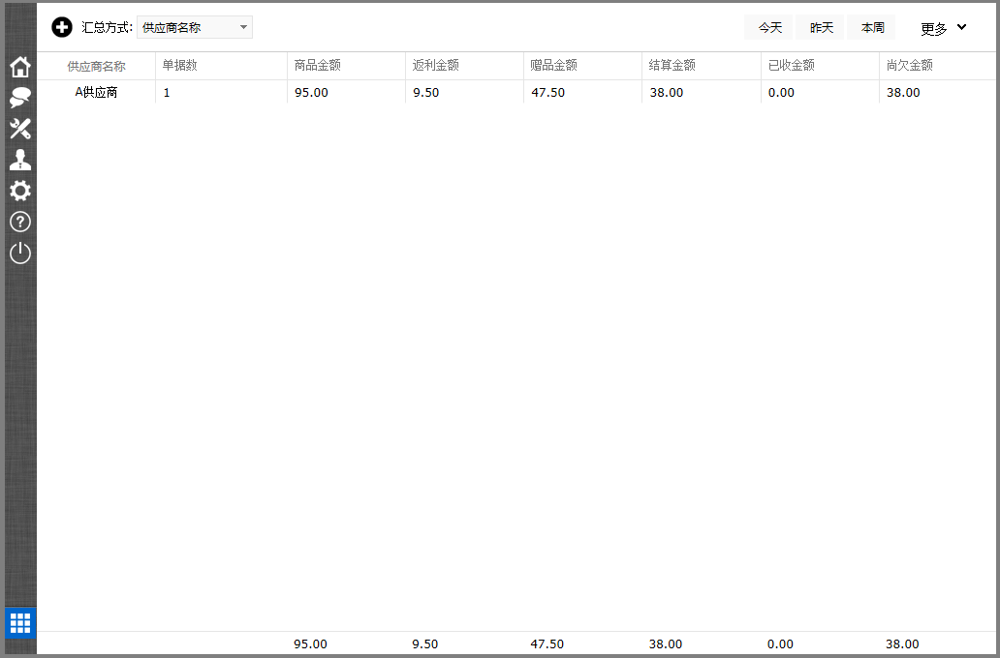 汇总方式: 供应商名称 今天 昨天 本周 更多
供应商名称 单据数 商品金额 返利金额 赠品金额 结算金额 已收金额 尚欠金额
A供应商 1 95.00 9.50 47.50 38.00 0.00 38.00
95.00 9.50 47.50 38.00 0.00 38.00